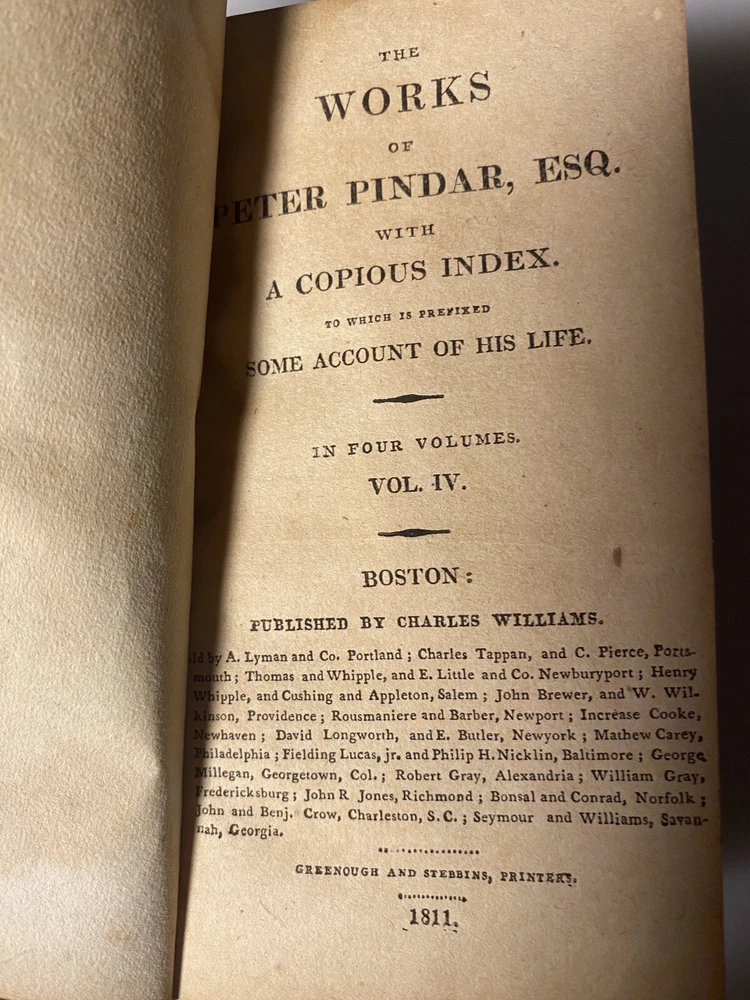 THE
WORKS
OF
PETER PINDAR, ESQ.
WITH
A COPIOUS INDEX.
TO WHICH IS PREFIXED
SOME ACCOUNT OF HIS LIFE.
IN FOUR VOLUMES.
VOL. IV.
BOSTON:
PUBLISHED BY CHARLES WILLIAMS.
ld by A. Lyman and Co. Portland; Charles Tappan, and C. Pierce, Ports-
mouth; Thomas and Whipple, and E. Little and Co. Newburyport; Henry
Whipple, and Cushing and Appleton, Salem; John Brewer, and W. Wil-
kinson, Providence; Rousmaniere and Barber, Newport; Increase Cooke,
Newhaven; David Longworth, and E. Butler, Newyork; Mathew Carey,
Philadelphia; Fielding Lucas, jr. and Philip H. Nicklin, Baltimore; George
Millegan, Georgetown, Col.; Robert Gray, Alexandria; William Gray,
Fredericksburg; John R Jones, Richmond; Bonsal and Conrad, Norfolk;
John and Benj. Crow, Charleston, S. C.; Seymour and Williams, Savan-
nah, Georgia.
GREENOUGH AND STEBBINS, PRINTERS.
1811.